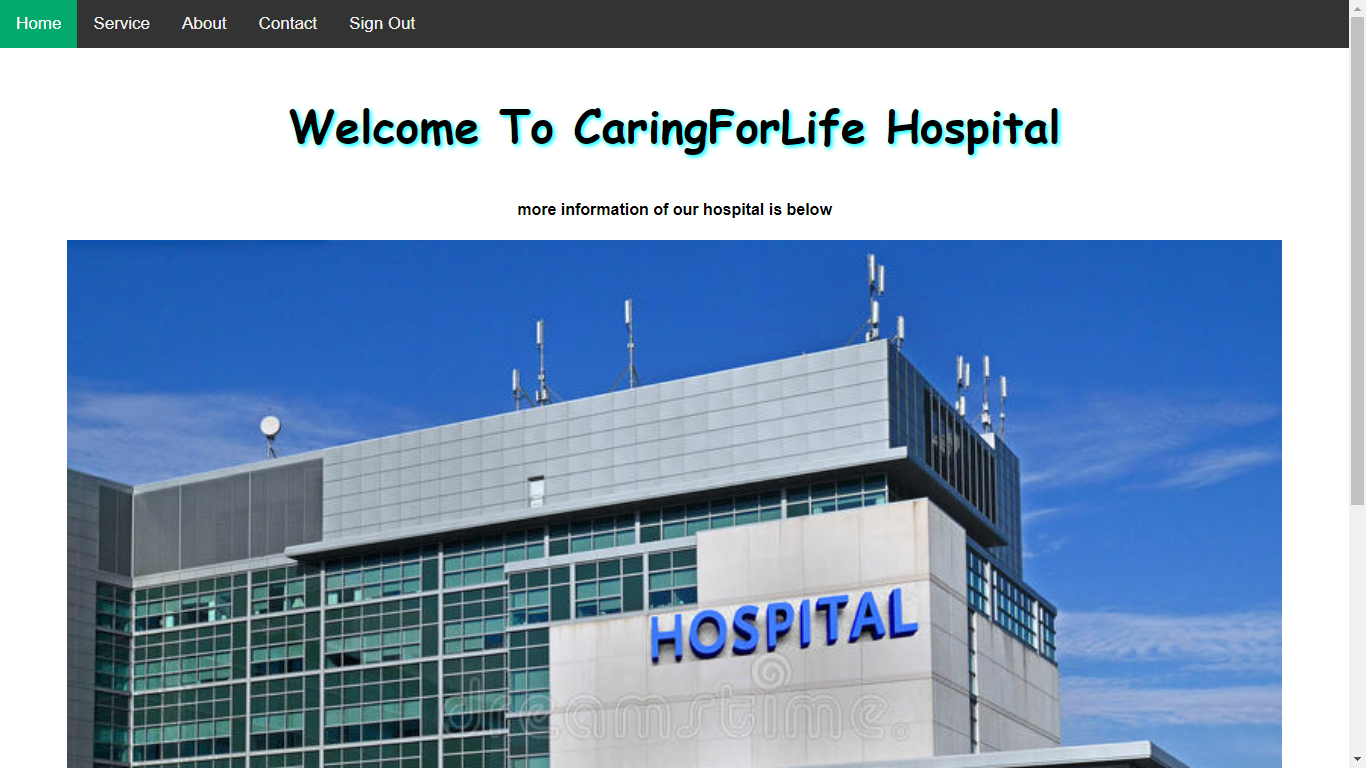 Home Service About Contact Sign Out
Welcome To CaringForLife Hospital
more information of our hospital is below
HOSPITAL
dreamstime.